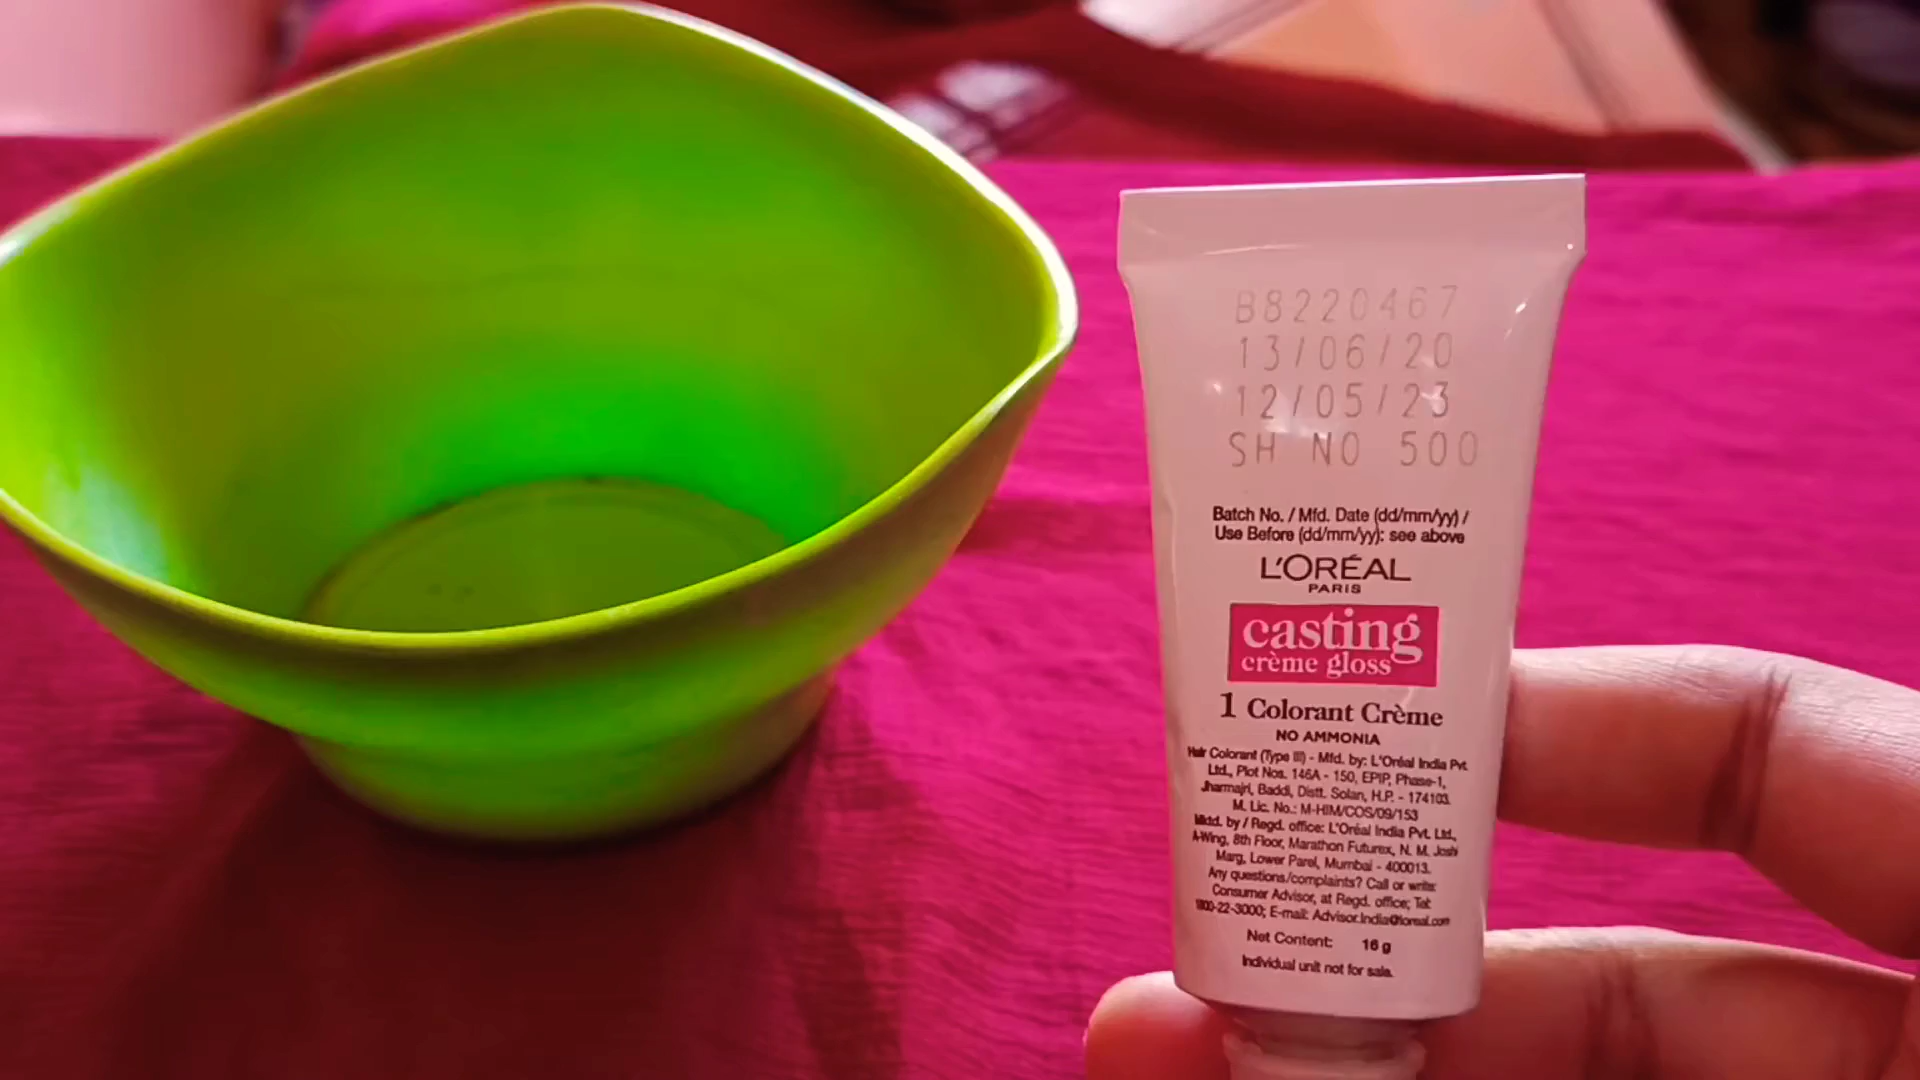 B8220467
13/06/20
12/05/23
SH NO 500
Batch No. / Mfd. Date (dd/mm/yy) /
Use Before (dd/mm/yy): see above
L'ORÉAL
PARIS
casting
crème gloss
1 Colorant Crème
NO AMMONIA
Hair Colorant (Type III) - Mfd. by: L'Oréal India Pvt.
Ltd., Plot Nos. 146A - 150, EPIP, Phase-1,
Jharmajri, Baddi, Distt. Solan, H.P. - 174103.
M. Lic. No.: M-HIM/COS/09/153
Mktd. by / Regd. office: L'Oréal India Pvt. Ltd.,
A-Wing, 8th Floor, Marathon Futurex, N. M. Joshi
Marg, Lower Parel, Mumbai - 400013.
Any questions/complaints? Call or write:
Consumer Advisor, at Regd. office; Tel:
1800-22-3000; E-mail: Advisor.India@loreal.com
Net Content: 16 g
Individual unit not for sale.